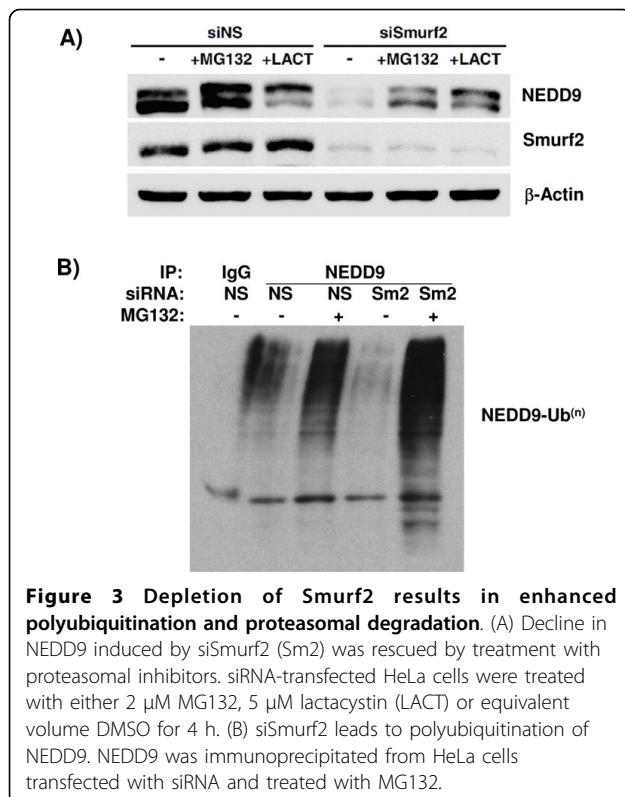 A)
siNS siSmurf2
- +MG132 +LACT - +MG132 +LACT
NEDD9
Smurf2
β-Actin
B)
IP: IgG NEDD9
siRNA: NS NS NS Sm2 Sm2
MG132: - - + - +
NEDD9-Ub(n)
Figure 3 Depletion of Smurf2 results in enhanced
polyubiquitination and proteasomal degradation. (A) Decline in
NEDD9 induced by siSmurf2 (Sm2) was rescued by treatment with
proteasomal inhibitors. siRNA-transfected HeLa cells were treated
with either 2 μM MG132, 5 μM lactacystin (LACT) or equivalent
volume DMSO for 4 h. (B) siSmurf2 leads to polyubiquitination of
NEDD9. NEDD9 was immunoprecipitated from HeLa cells
transfected with siRNA and treated with MG132.